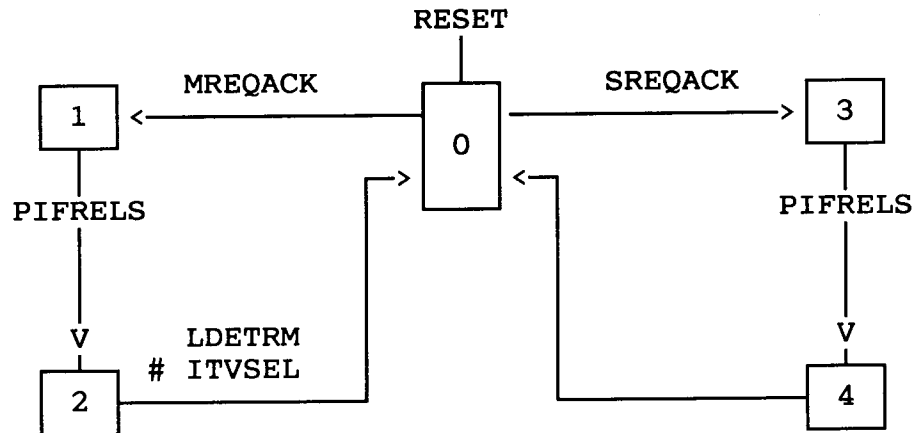 RESET
MREQACK
SREQACK
1
0
3
PIFRELS
PIFRELS
V
V
LDETRM
# ITVSEL
2
4